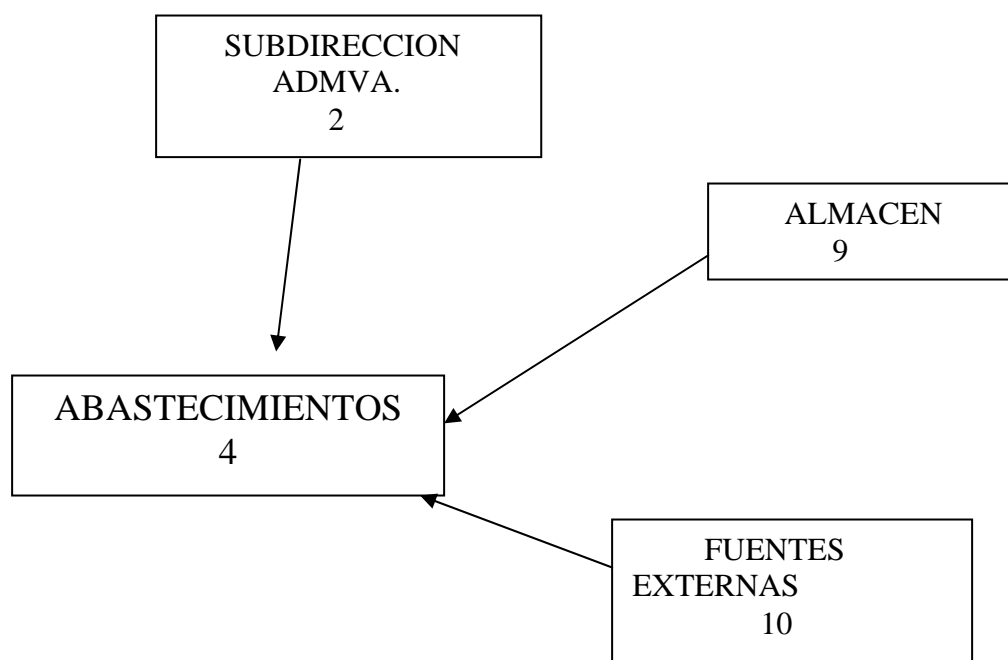 SUBDIRECCION
ADMVA.
2
ALMACEN
9
ABASTECIMIENTOS
4
FUENTES
EXTERNAS
10